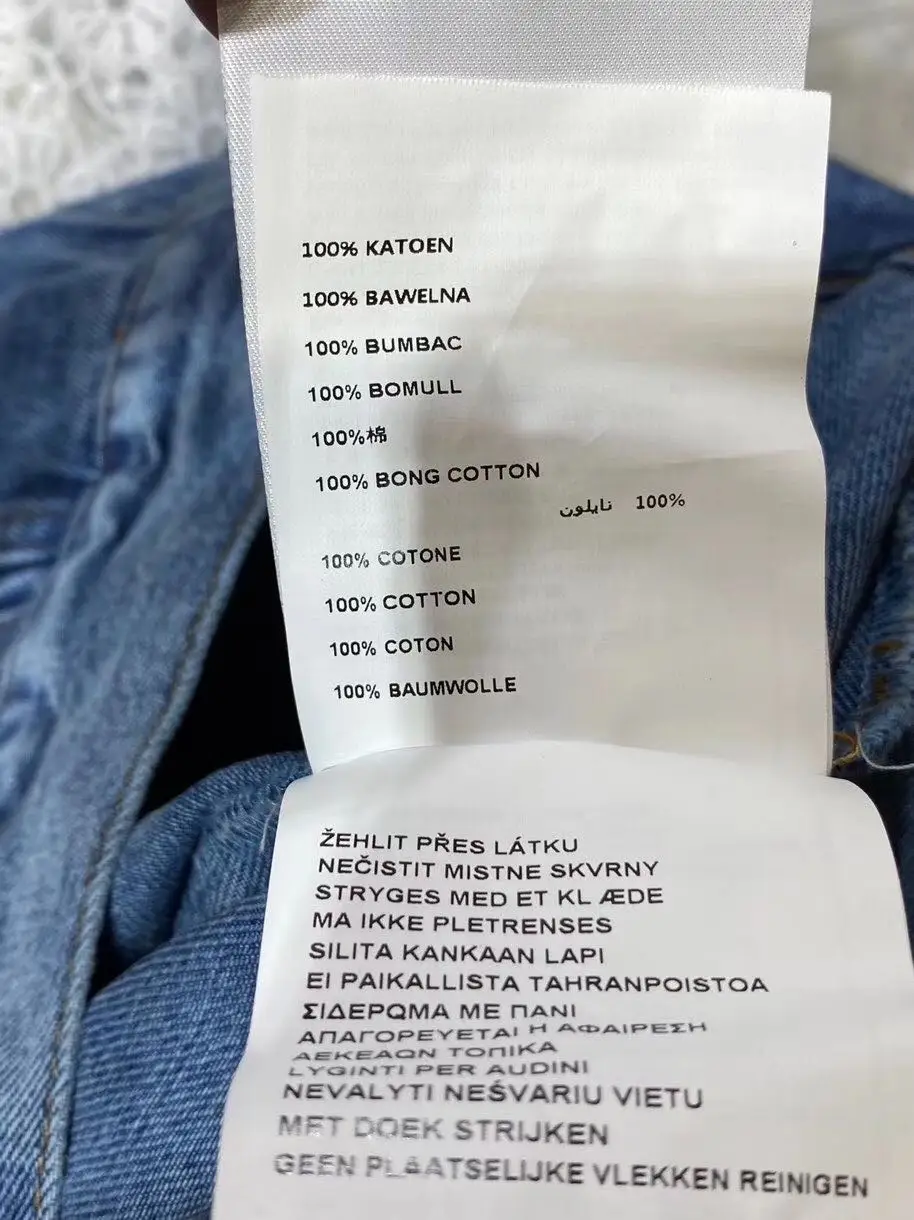 100% KATOEN
100% BAWELNA
100% BUMBAC
100% BOMULL
100%棉
100% BONG COTTON
100% نايلون
100% COTONE
100% COTTON
100% COTON
100% BAUMWOLLE
ŽEHLIT PŘES LÁTKU
NEČISTIT MISTNE SKVRNY
STRYGES MED ET KL ÆDE
MA IKKE PLETRENSES
SILITA KANKAAN LAPI
EI PAIKALLISTA TAHRANPOISTOA
ΣΙΔΕΡΩΜΑ ΜΕ ΠΑΝΙ
ΑΠΑΓΟΡΕΥΕΤΑΙ Η ΑΦΑΙΡΕΣΗ
ΛΕΚΕΔΩΝ ΤΟΠΙΚΑ
LYGINTI PER AUDINI
NEVALYTI NEŠVARIU VIETU
MET DOEK STRIJKEN
GEEN PLAATSELIJKE VLEKKEN REINIGEN